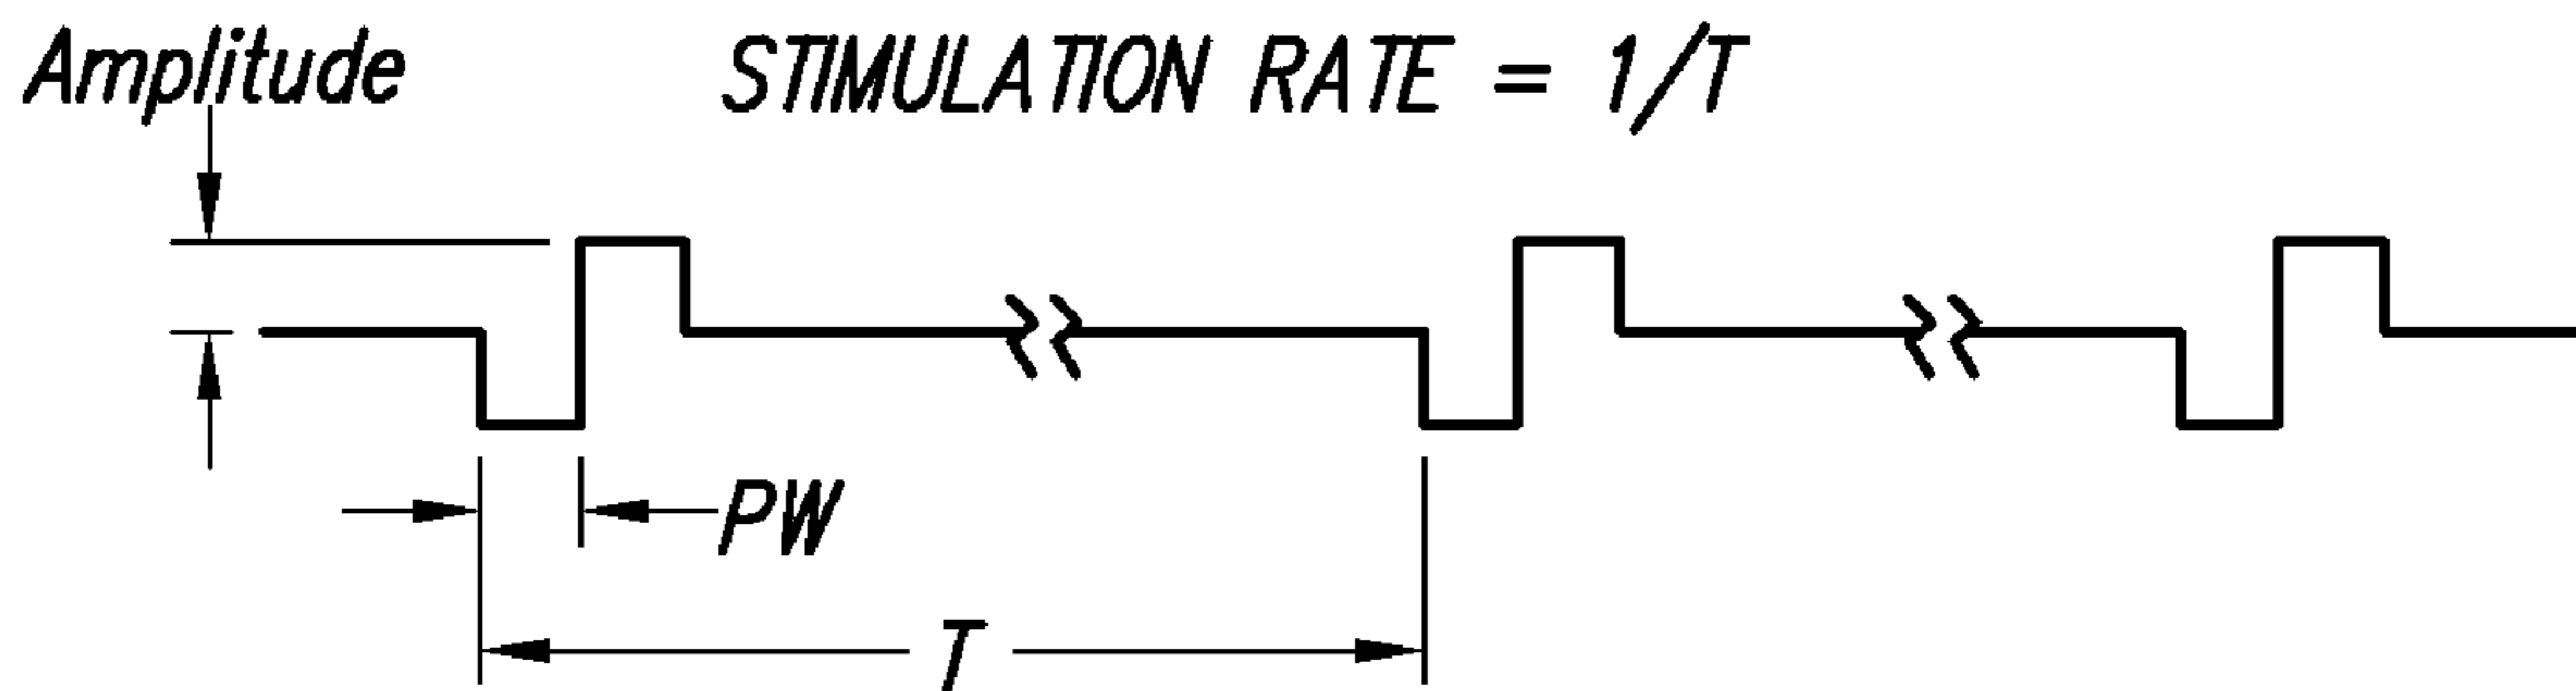 Amplitude
STIMULATION RATE = 1/T
PW
T